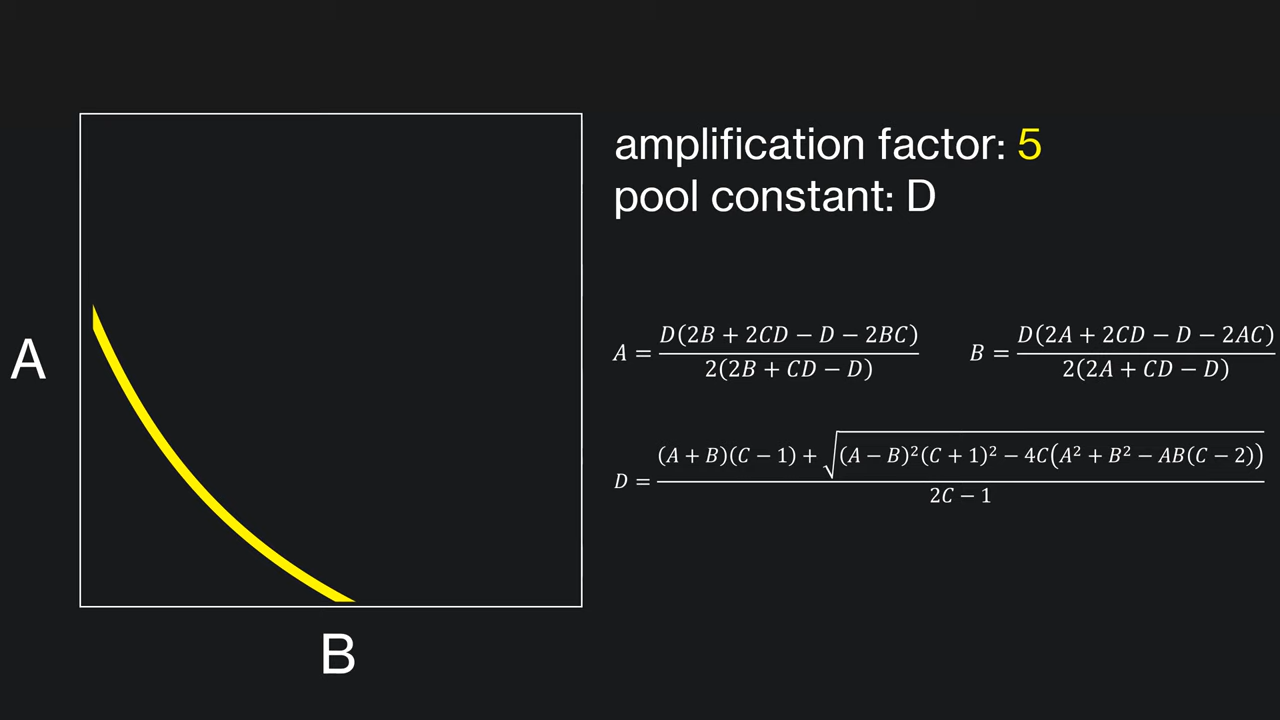 amplification factor: 5
pool constant: D
A = D(2B + 2CD − D − 2BC) / 2(2B + CD − D)
B = D(2A + 2CD − D − 2AC) / 2(2A + CD − D)
D = (A + B)(C − 1) + √((A − B)²(C + 1)² − 4C(A² + B² − AB(C − 2))) / 2C − 1
A
B